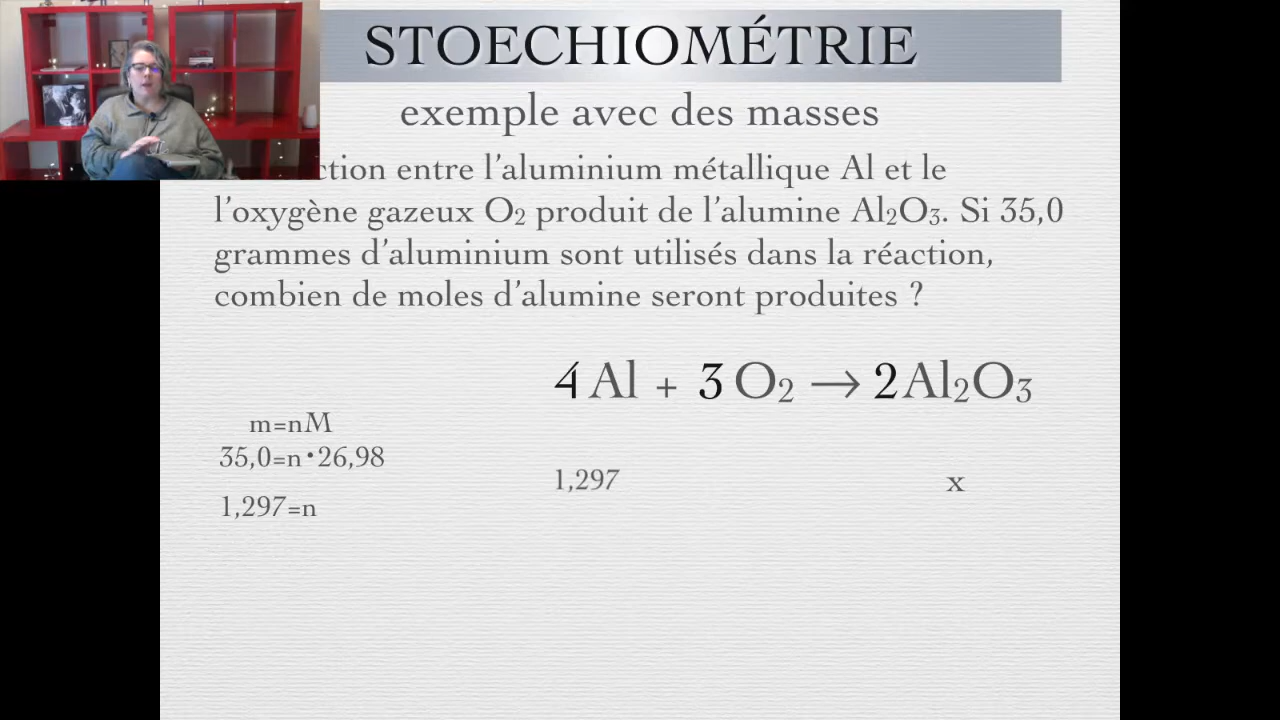 STOECHIOMÉTRIE
exemple avec des masses
ction entre l'aluminium métallique Al et le
l'oxygène gazeux O₂ produit de l'alumine Al₂O₃. Si 35,0
grammes d'aluminium sont utilisés dans la réaction,
combien de moles d'alumine seront produites ?
4 Al + 3 O₂ → 2 Al₂O₃
m=nM
35,0=n•26,98
1,297 x
1,297=n